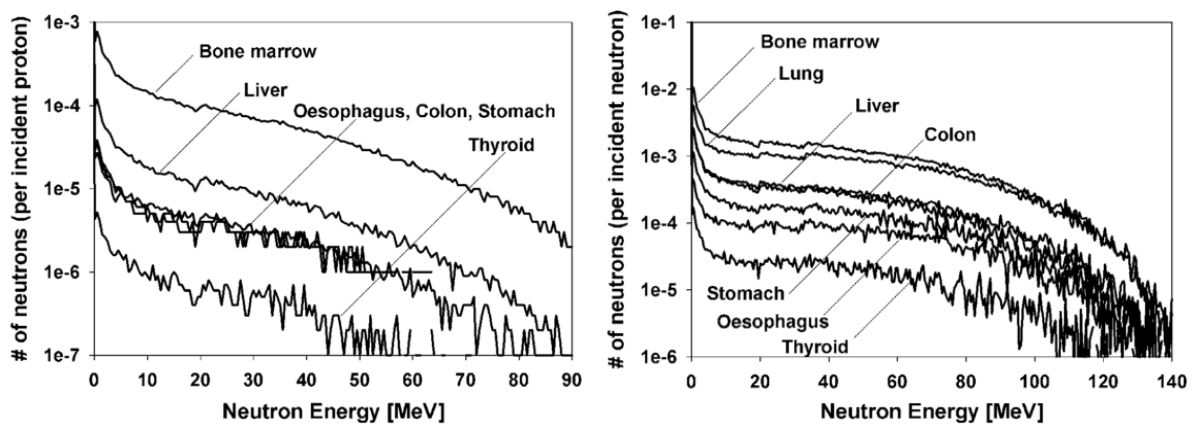 # of neutrons (per incident proton)
1e-3
1e-4
1e-5
1e-6
1e-7
Bone marrow
Liver
Oesophagus, Colon, Stomach
Thyroid
0 10 20 30 40 50 60 70 80 90
Neutron Energy [MeV]
# of neutrons (per incident neutron)
1e-1
1e-2
1e-3
1e-4
1e-5
1e-6
Bone marrow
Lung
Liver
Colon
Stomach
Oesophagus
Thyroid
0 20 40 60 80 100 120 140
Neutron Energy [MeV]